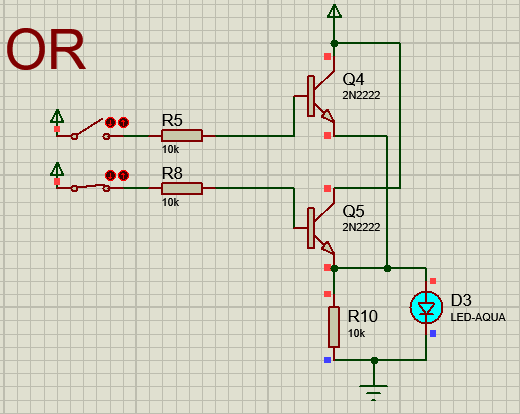 OR
Q4
2N2222
R5
10k
R8
10k
Q5
2N2222
R10
10k
D3
LED-AQUA